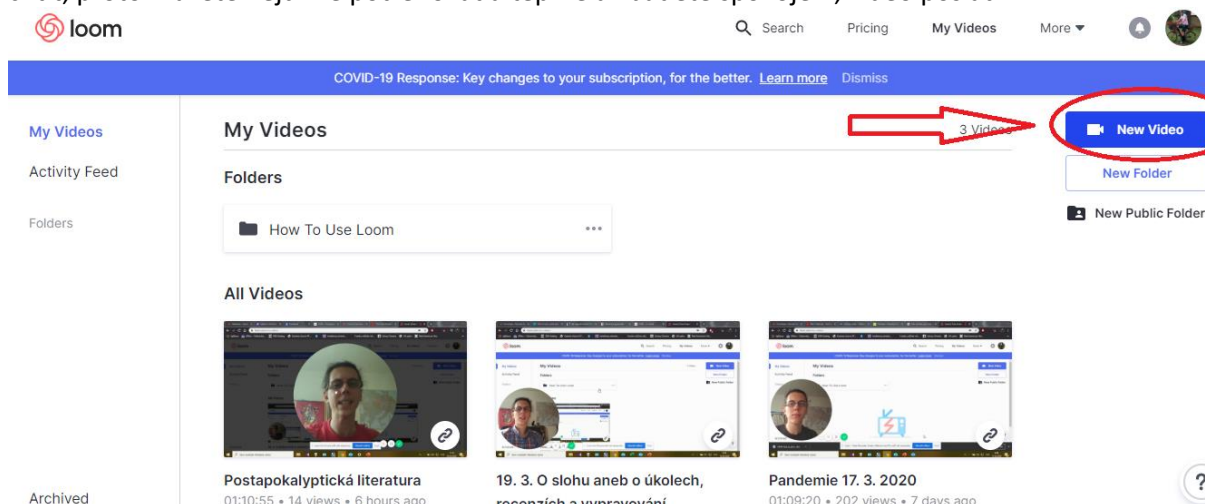 loom
Search Pricing My Videos More
COVID-19 Response: Key changes to your subscription, for the better. Learn more Dismiss
My Videos
Activity Feed
Folders
Archived
My Videos 3 Videos
Folders
How To Use Loom
All Videos
Postapokalyptická literatura
01:10:55 • 14 views • 6 hours ago
19. 3. O slohu aneb o úkolech,
recenzích a vypravování
Pandemie 17. 3. 2020
01:09:20 • 202 views • 7 days ago
New Video
New Folder
New Public Folder
?